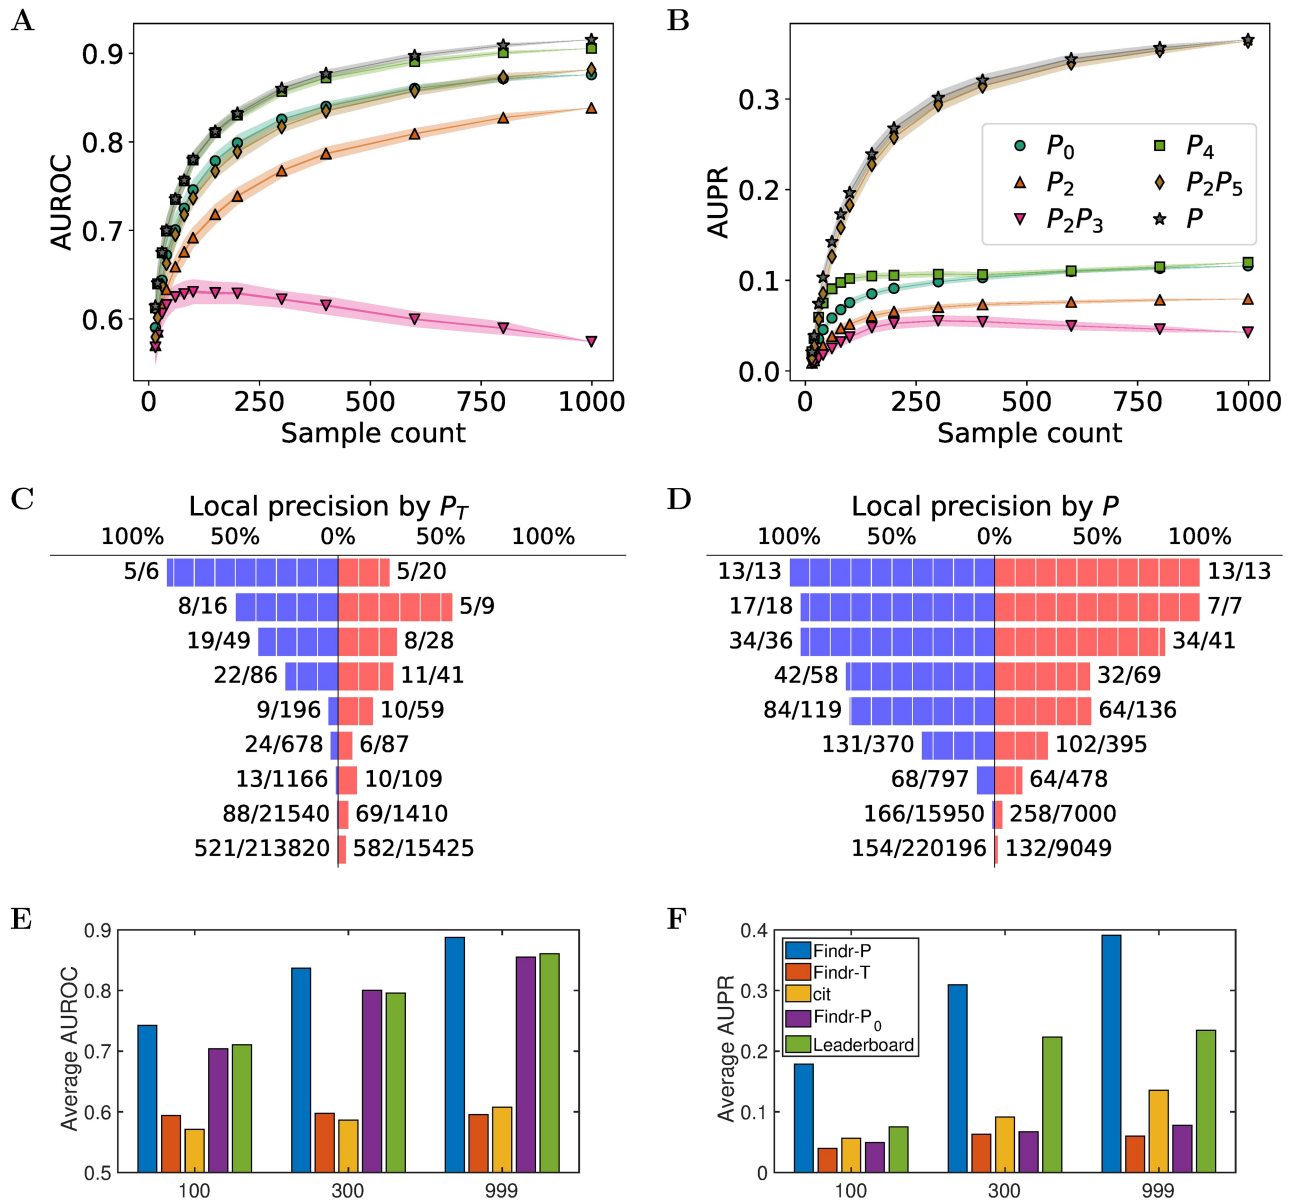 A
0.9
0.8
0.7
0.6
AUROC
0
250
500
750
1000
Sample count
B
0.3
0.2
0.1
0.0
AUPR
P0
P2
P2P3
P4
P2P5
P
0
250
500
750
1000
Sample count
C
Local precision by PT
100% 50% 0% 50% 100%
5/6 5/20
8/16 5/9
19/49 8/28
22/86 11/41
9/196 10/59
24/678 6/87
13/1166 10/109
88/21540 69/1410
521/213820 582/15425
D
Local precision by P
100% 50% 0% 50% 100%
13/13 13/13
17/18 7/7
34/36 34/41
42/58 32/69
84/119 64/136
131/370 102/395
68/797 64/478
166/15950 258/7000
154/220196 132/9049
E
0.9
0.8
0.7
0.6
0.5
Average AUROC
100
300
999
F
0.4
0.3
0.2
0.1
0
Average AUPR
Findr-P
Findr-T
cit
Findr-P0
Leaderboard
100
300
999